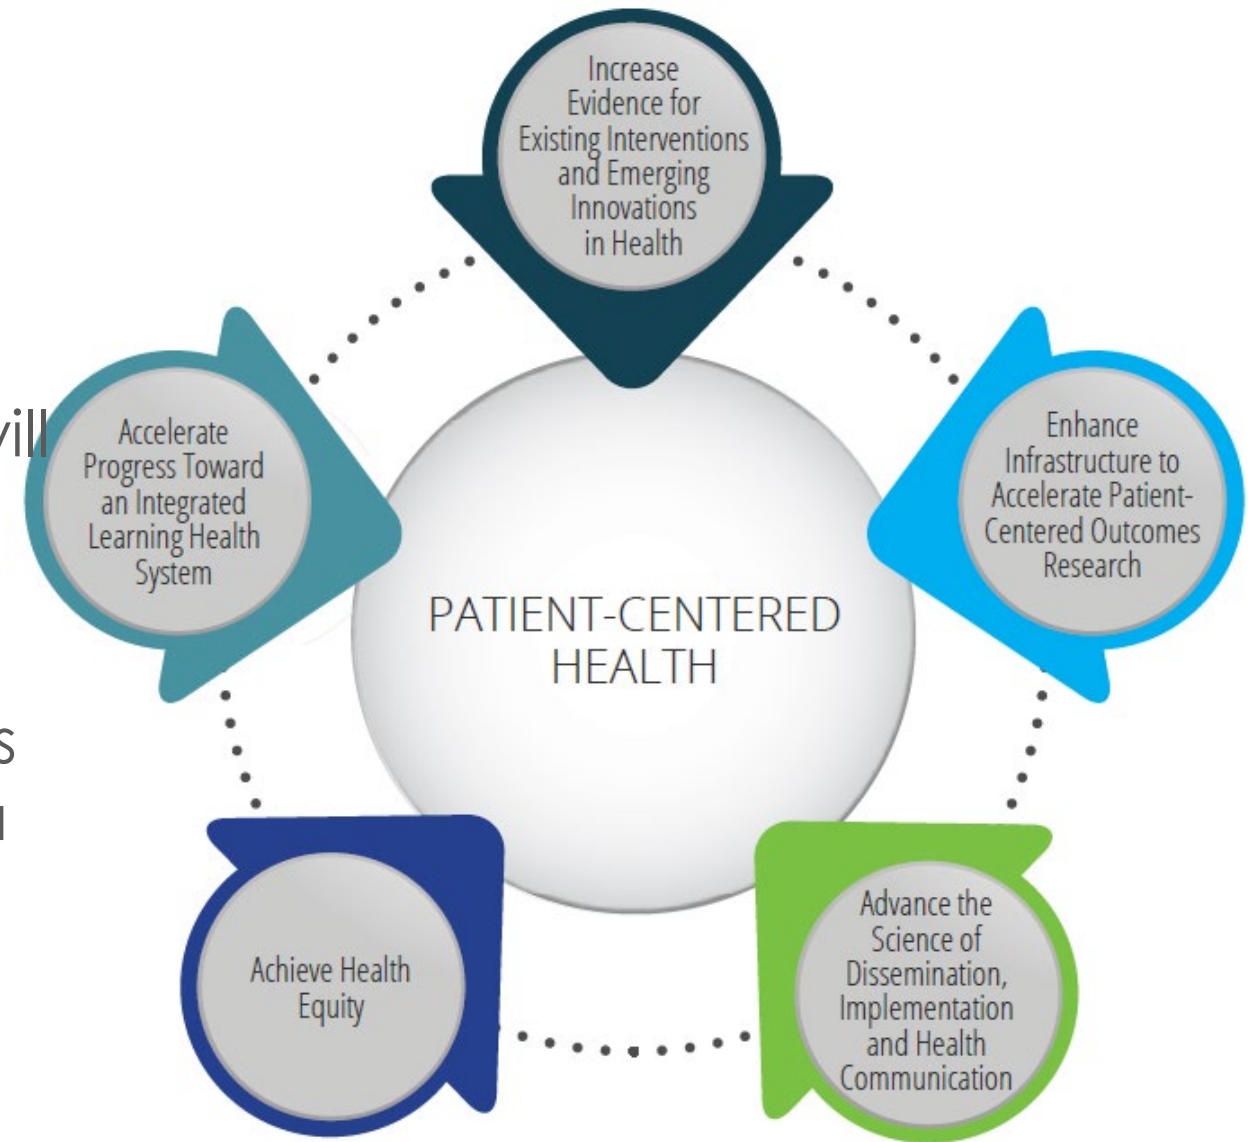 Increase
Evidence for
Existing Interventions
and Emerging
Innovations
in Health
Enhance
Infrastructure to
Accelerate Patient-
Centered Outcomes
Research
Advance the
Science of
Dissemination,
Implementation
and Health
Communication
Achieve Health
Equity
Accelerate
Progress Toward
an Integrated
Learning Health
System
PATIENT-CENTERED
HEALTH